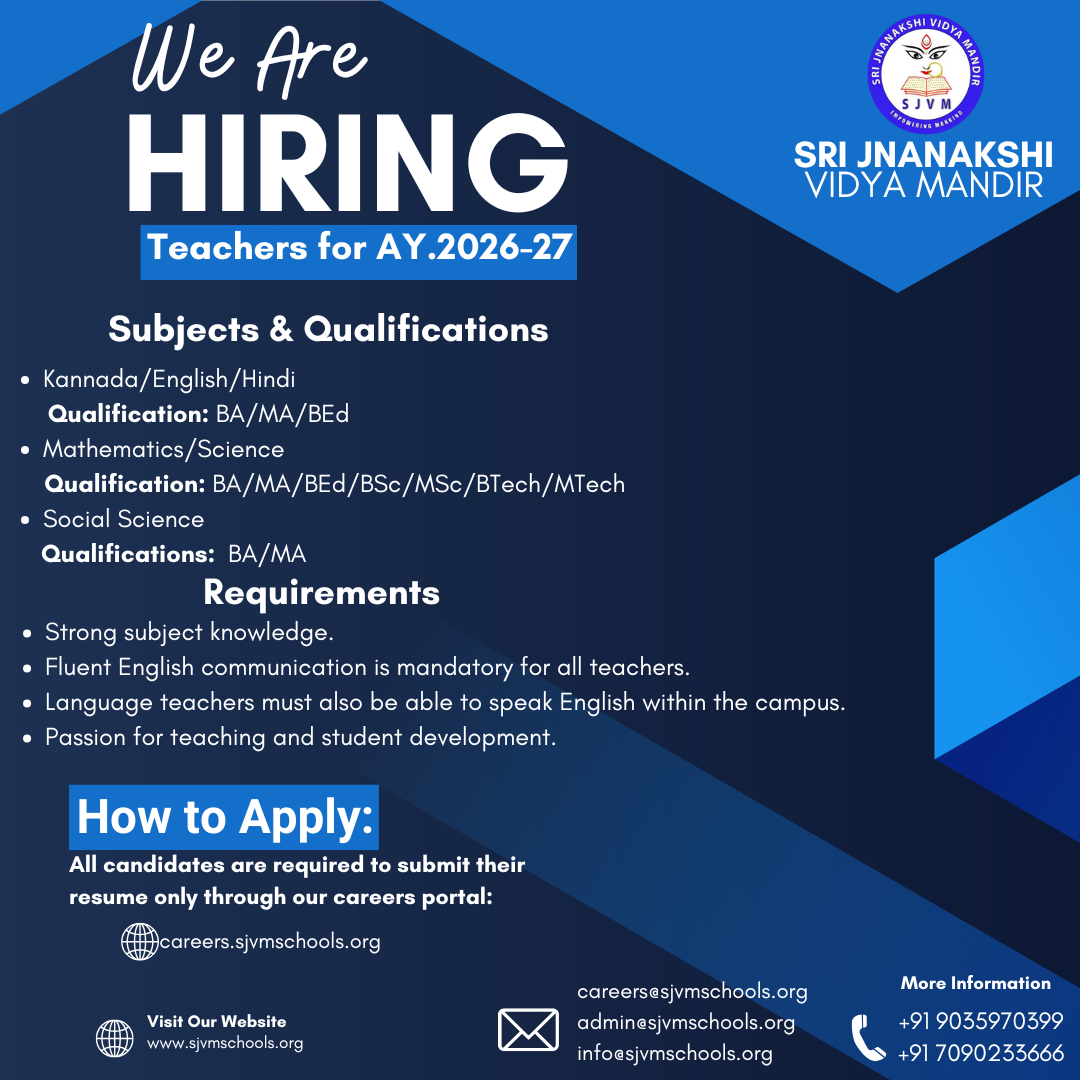 We Are
HIRING
Teachers for AY.2026-27
SRI JNANAKSHI VIDYA MANDIR
SJVM
EMPOWERING MANKIND
SRI JNANAKSHI
VIDYA MANDIR
Subjects & Qualifications
• Kannada/English/Hindi
Qualification: BA/MA/BEd
• Mathematics/Science
Qualification: BA/MA/BEd/BSc/MSc/BTech/MTech
• Social Science
Qualifications: BA/MA
Requirements
• Strong subject knowledge.
• Fluent English communication is mandatory for all teachers.
• Language teachers must also be able to speak English within the campus.
• Passion for teaching and student development.
How to Apply:
All candidates are required to submit their
resume only through our careers portal:
careers.sjvmschools.org
Visit Our Website
www.sjvmschools.org
careers@sjvmschools.org
admin@sjvmschools.org
info@sjvmschools.org
More Information
+91 9035970399
+91 7090233666